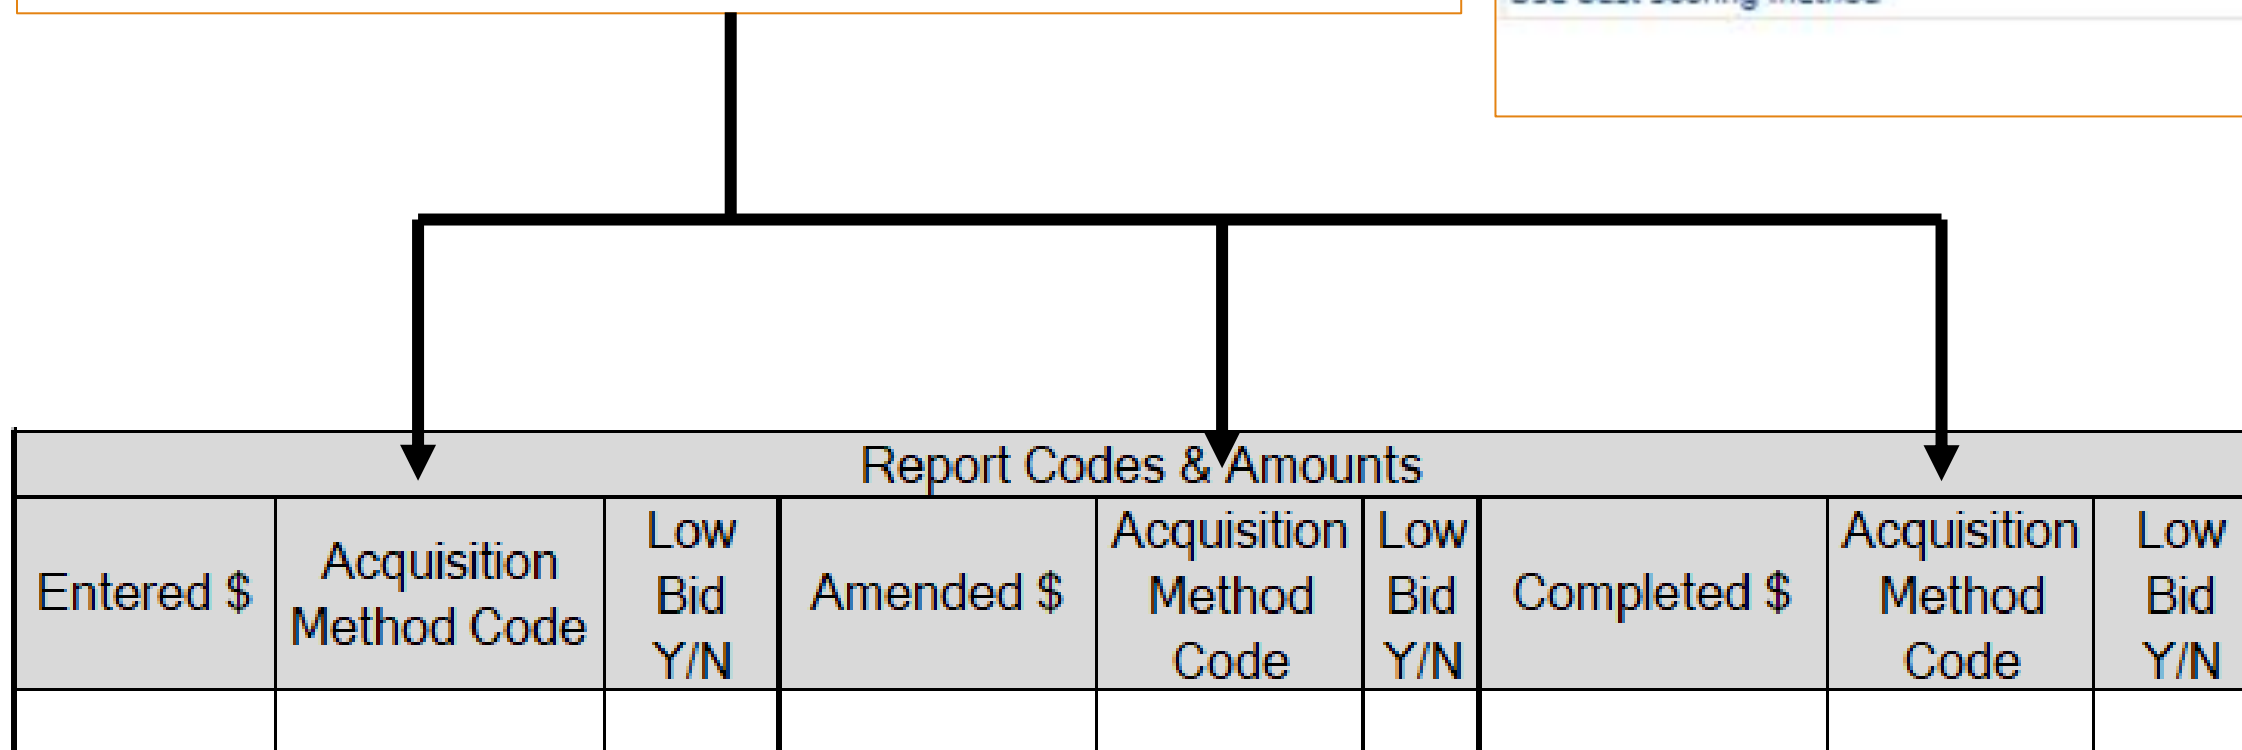 Report Codes & Amounts
Entered $
Acquisition
Method Code
Low
Bid
Y/N
Amended $
Acquisition
Method
Code
Low
Bid
Y/N
Completed $
Acquisition
Method
Code
Low
Bid
Y/N